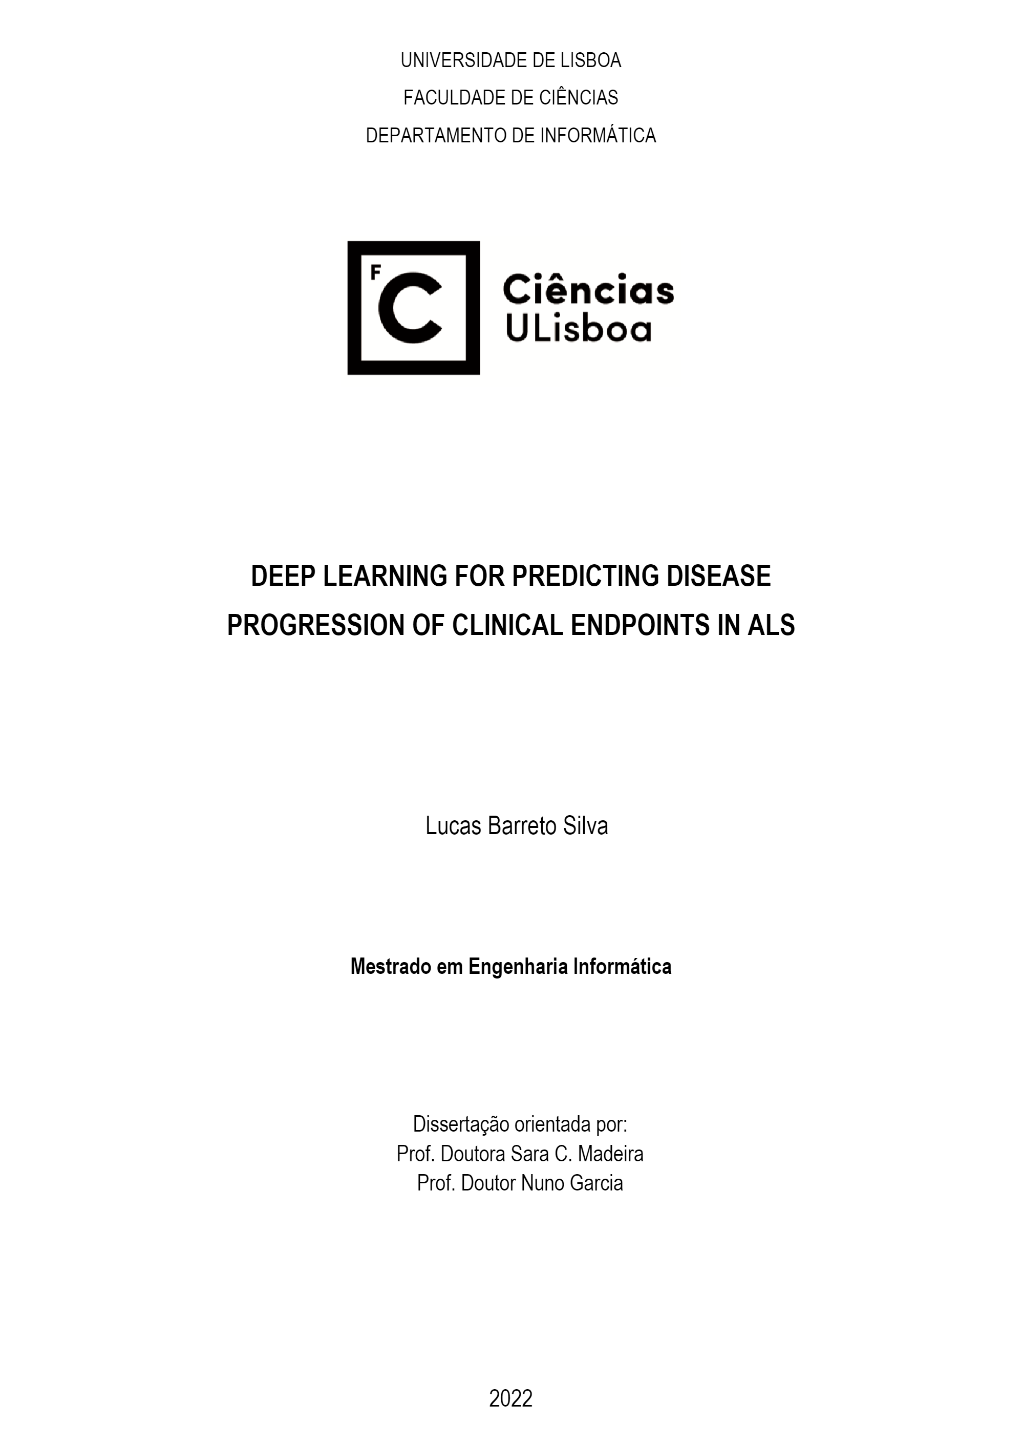 UNIVERSIDADE DE LISBOA
FACULDADE DE CIÊNCIAS
DEPARTAMENTO DE INFORMÁTICA
F
C
Ciências
ULisboa
DEEP LEARNING FOR PREDICTING DISEASE
PROGRESSION OF CLINICAL ENDPOINTS IN ALS
Lucas Barreto Silva
Mestrado em Engenharia Informática
Dissertação orientada por:
Prof. Doutora Sara C. Madeira
Prof. Doutor Nuno Garcia
2022